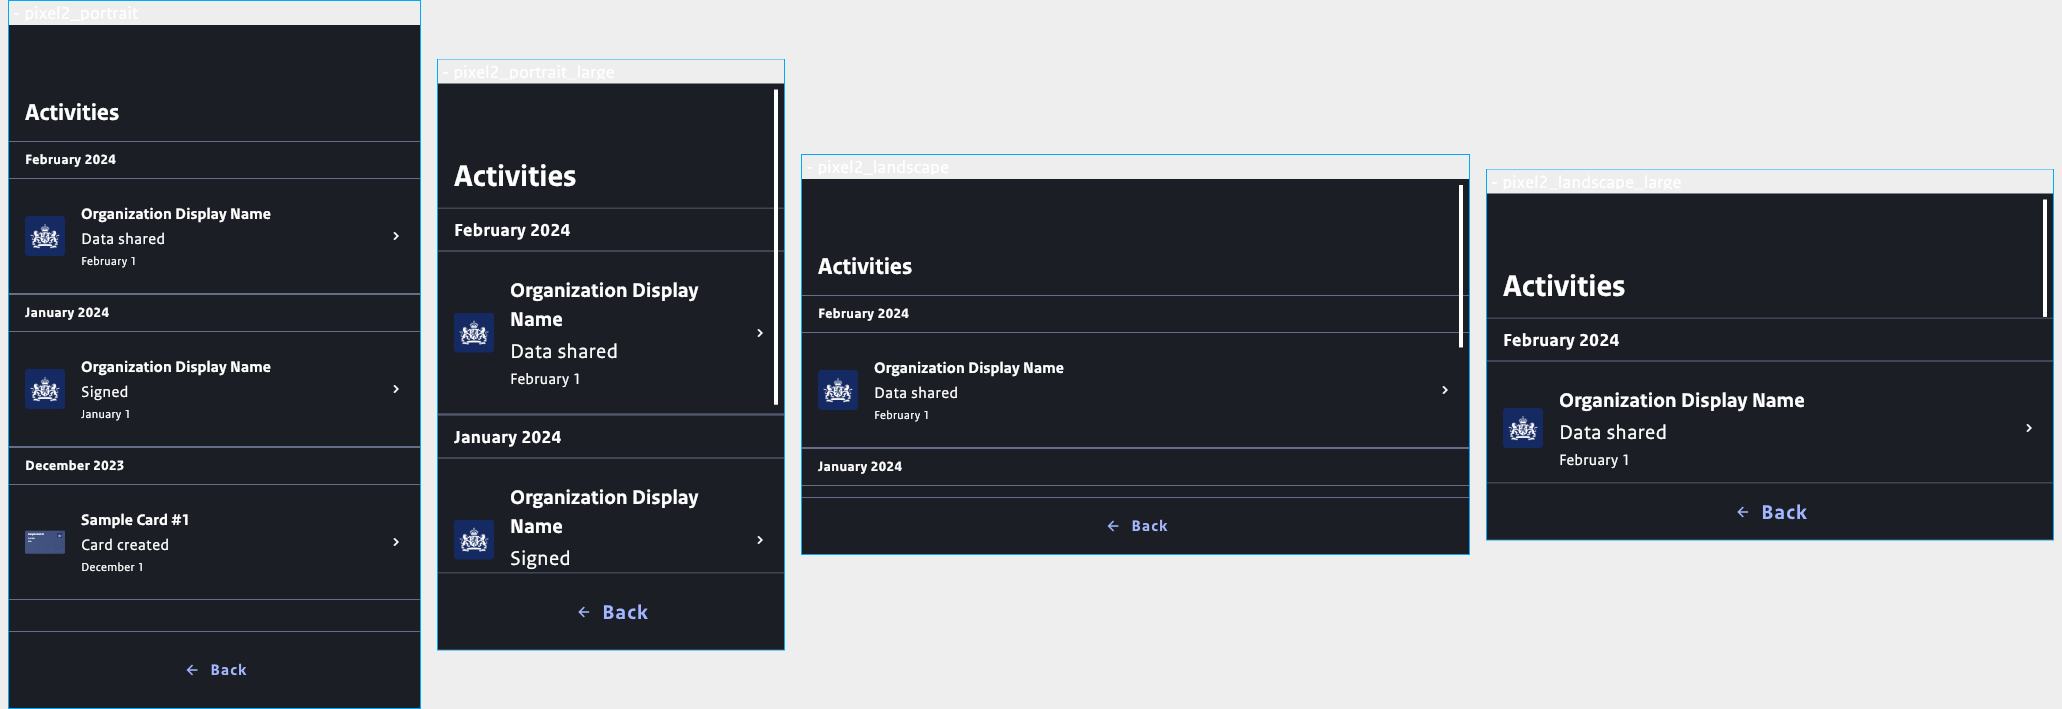 - pixel2_portrait
Activities
February 2024
Organization Display Name
Data shared
February 1
January 2024
Organization Display Name
Signed
January 1
December 2023
Sample Card #1
Card created
December 1
Back
- pixel2_portrait_large
Activities
February 2024
Organization Display
Name
Data shared
February 1
January 2024
Organization Display
Name
Signed
Back
- pixel2_landscape
Activities
February 2024
Organization Display Name
Data shared
February 1
January 2024
Back
- pixel2_landscape_large
Activities
February 2024
Organization Display Name
Data shared
February 1
Back